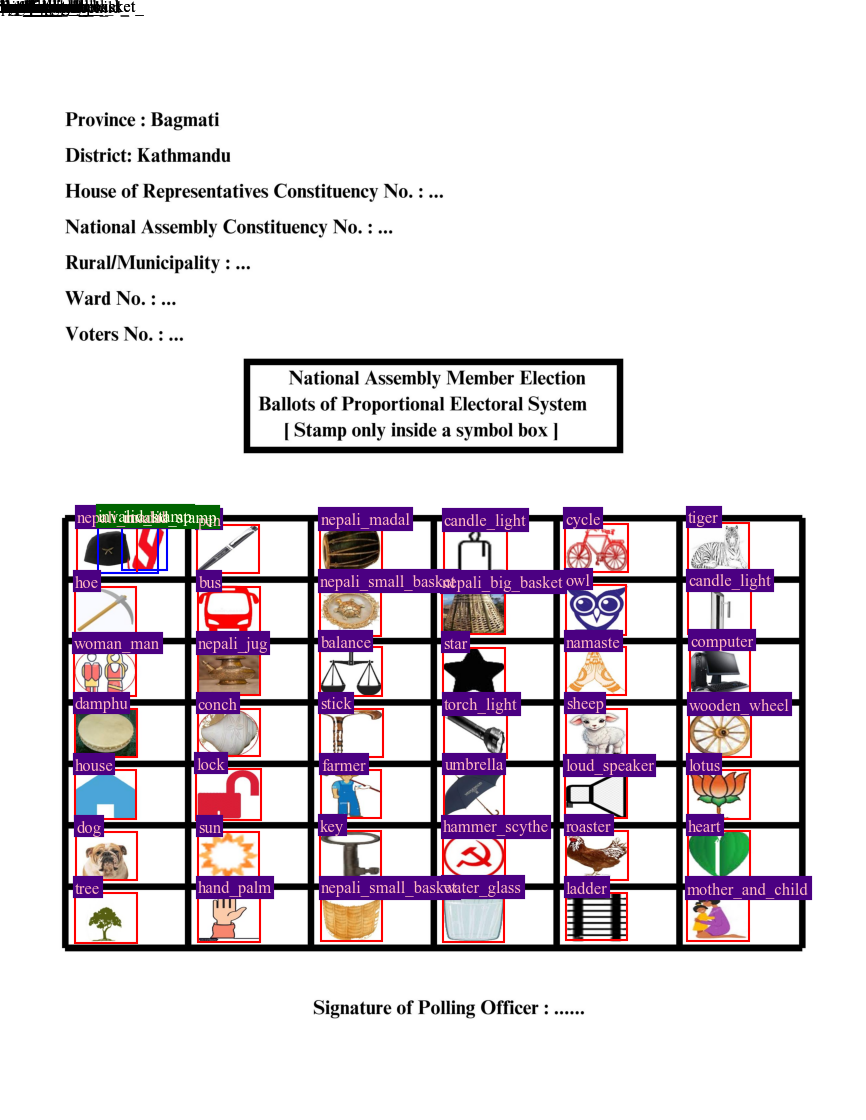 Province : Bagmati
District: Kathmandu
House of Representatives Constituency No. : ...
National Assembly Constituency No. : ...
Rural/Municipality : ...
Ward No. : ...
Voters No. : ...
National Assembly Member Election
Ballots of Proportional Electoral System
[ Stamp only inside a symbol box ]
invalid_stamp nepali_madal candle_light cycle tiger
hoe bus nepali_small_basket nepali_big_basket owl candle_light
woman_man nepali_jug balance star namaste computer
damphu conch stick torch_light sheep wooden_wheel
house lock farmer umbrella loud_speaker lotus
dog sun key hammer_scythe roaster heart
tree hand_palm nepali_small_basket water_glass ladder mother_and_child
Signature of Polling Officer : ......